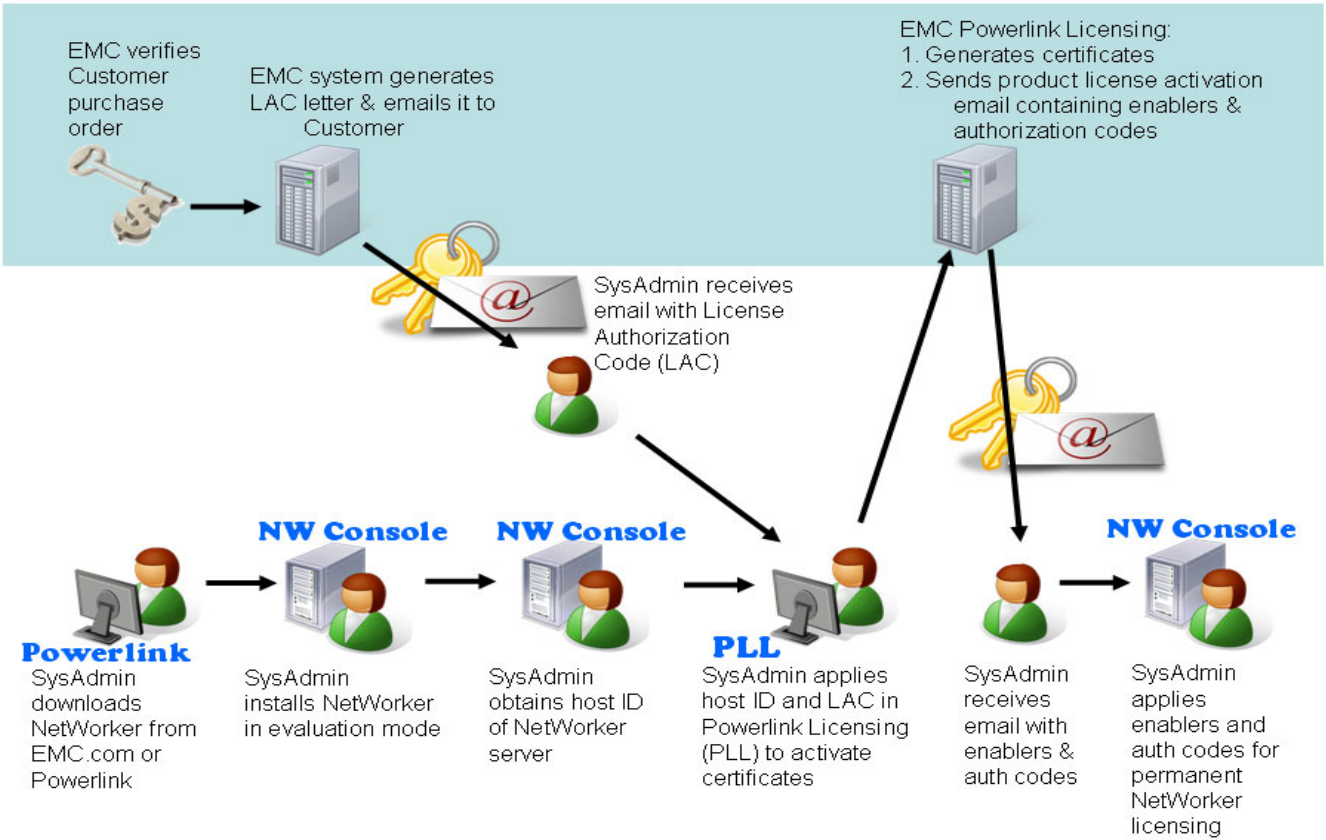 EMC verifies
Customer
purchase
order
EMC system generates
LAC letter & emails it to
Customer
EMC Powerlink Licensing:
1. Generates certificates
2. Sends product license activation
email containing enablers &
authorization codes
$
@
SysAdmin receives
email with License
Authorization
Code (LAC)
@
Powerlink
SysAdmin
downloads
NetWorker from
EMC.com or
Powerlink
NW Console
SysAdmin
installs NetWorker
in evaluation mode
NW Console
SysAdmin
obtains host ID
of NetWorker
server
PLL
SysAdmin applies
host ID and LAC in
Powerlink Licensing
(PLL) to activate
certificates
SysAdmin
receives
email with
enablers &
auth codes
NW Console
SysAdmin
applies
enablers and
auth codes for
permanent
NetWorker
licensing